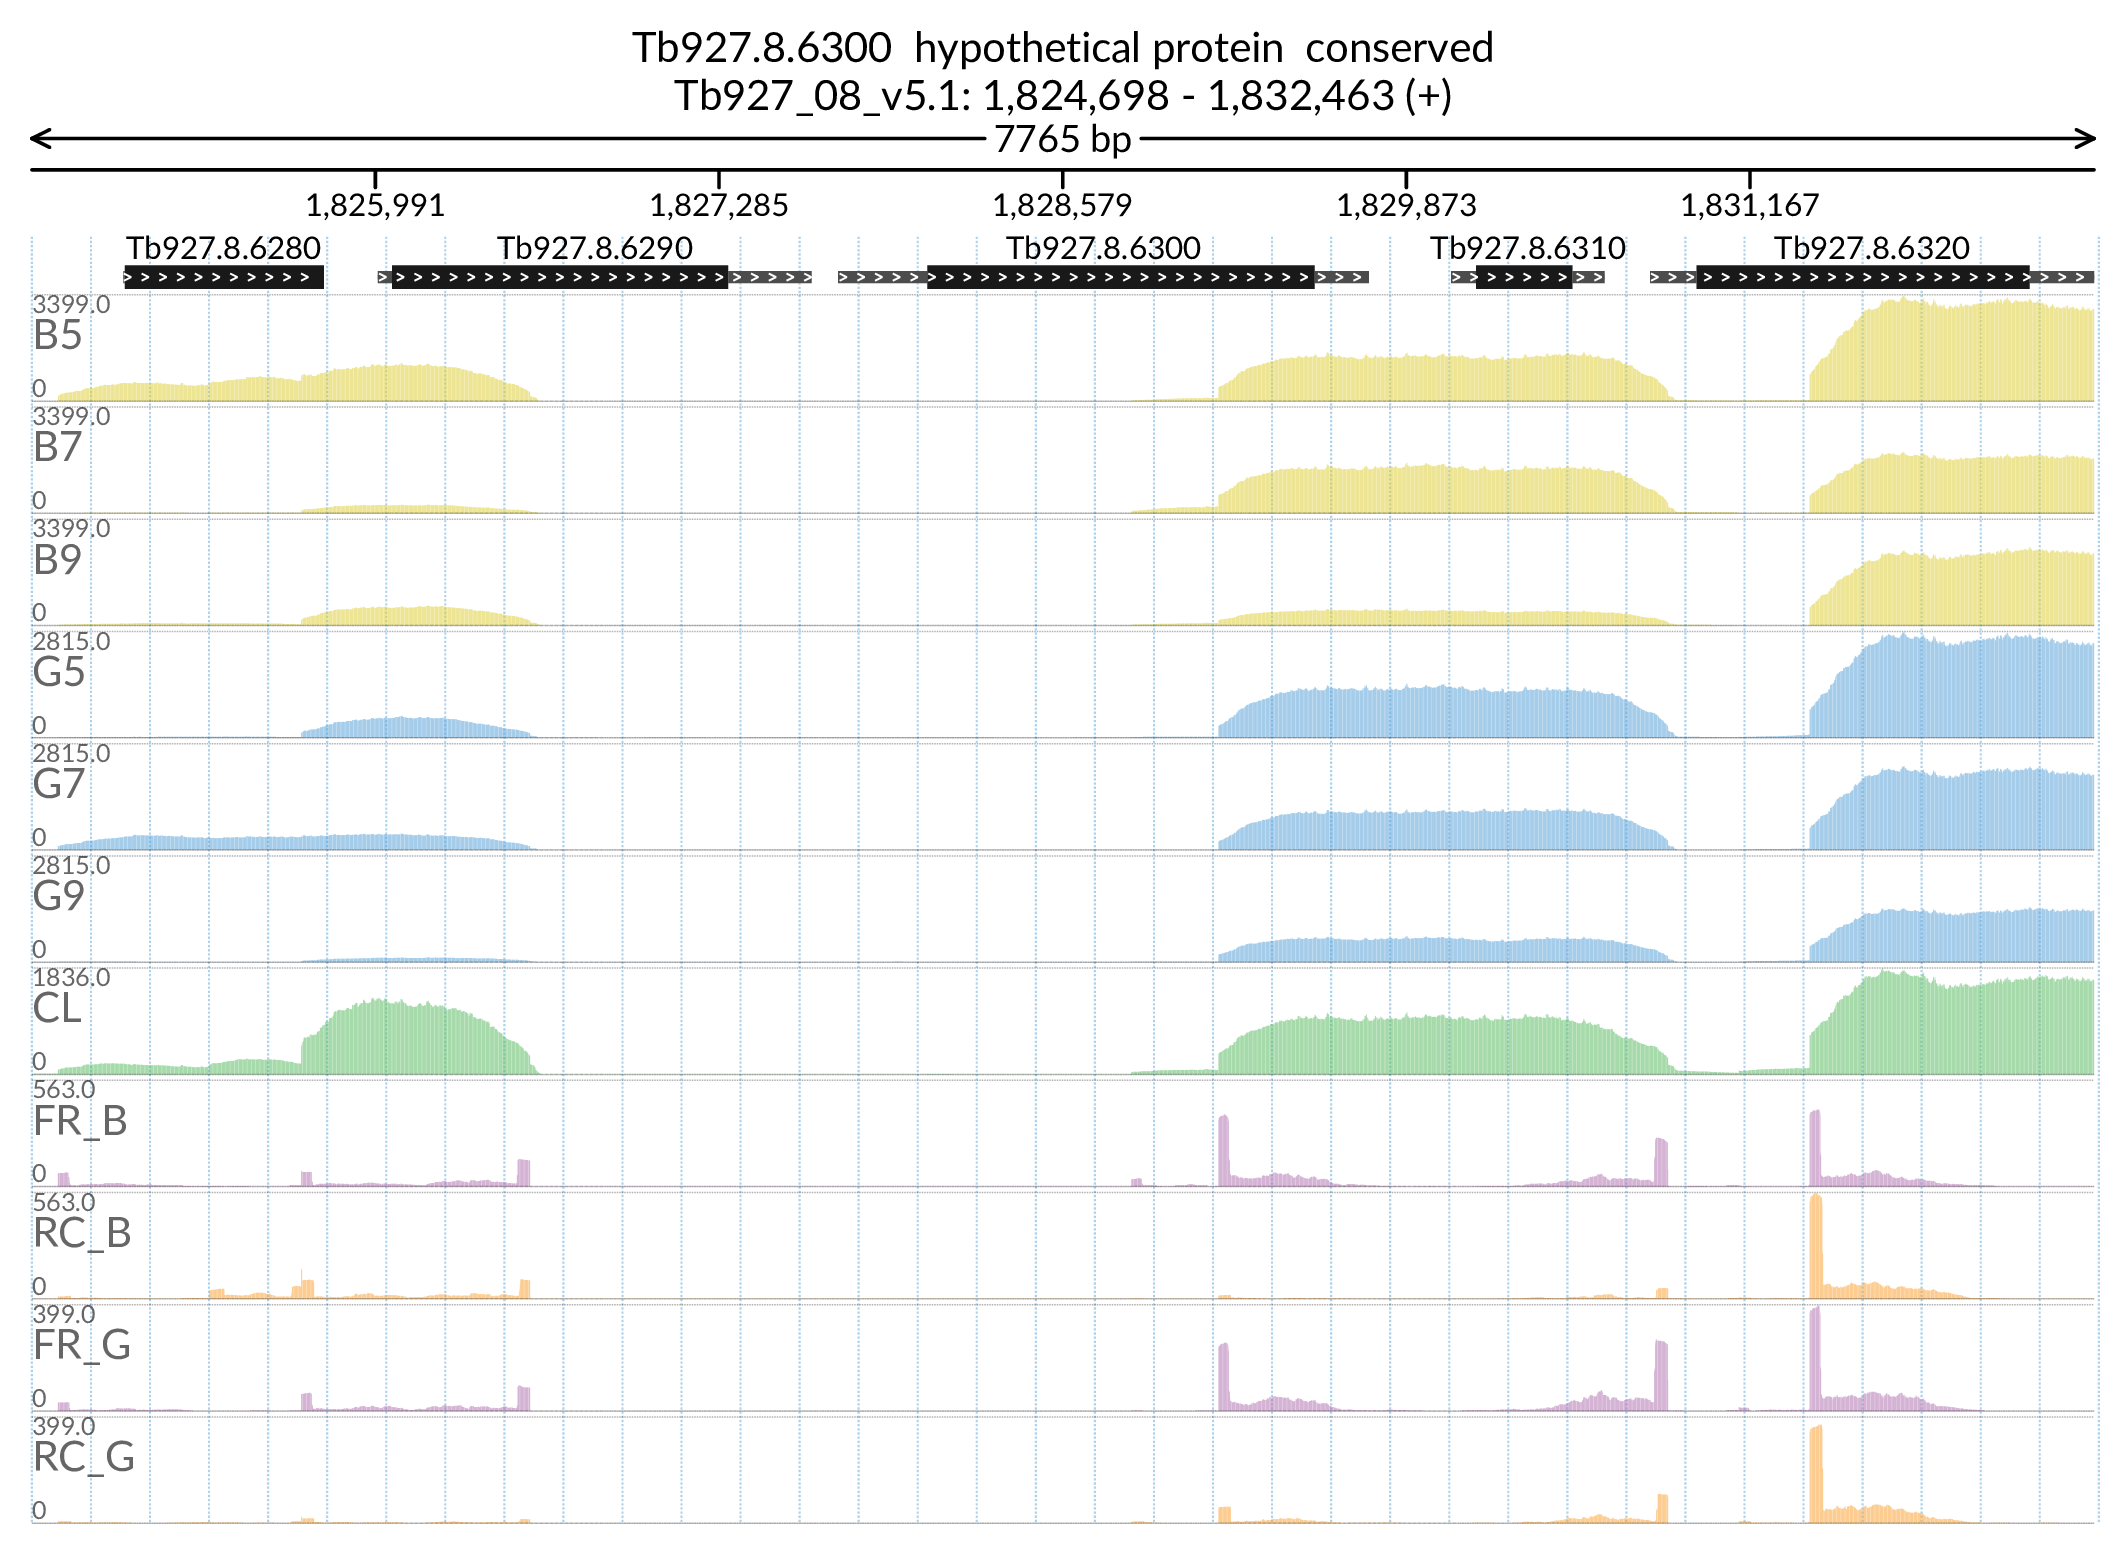 Tb927.8.6300  hypothetical protein  conserved
Tb927_08_v5.1: 1,824,698 - 1,832,463 (+)
7765 bp
1,825,991 1,827,285 1,828,579 1,829,873 1,831,167
Tb927.8.6280 Tb927.8.6290 Tb927.8.6300 Tb927.8.6310 Tb927.8.6320
3399.0
B5
0
3399.0
B7
0
3399.0
B9
0
2815.0
G5
0
2815.0
G7
0
2815.0
G9
0
1836.0
CL
0
563.0
FR_B
0
563.0
RC_B
0
399.0
FR_G
0
399.0
RC_G
0